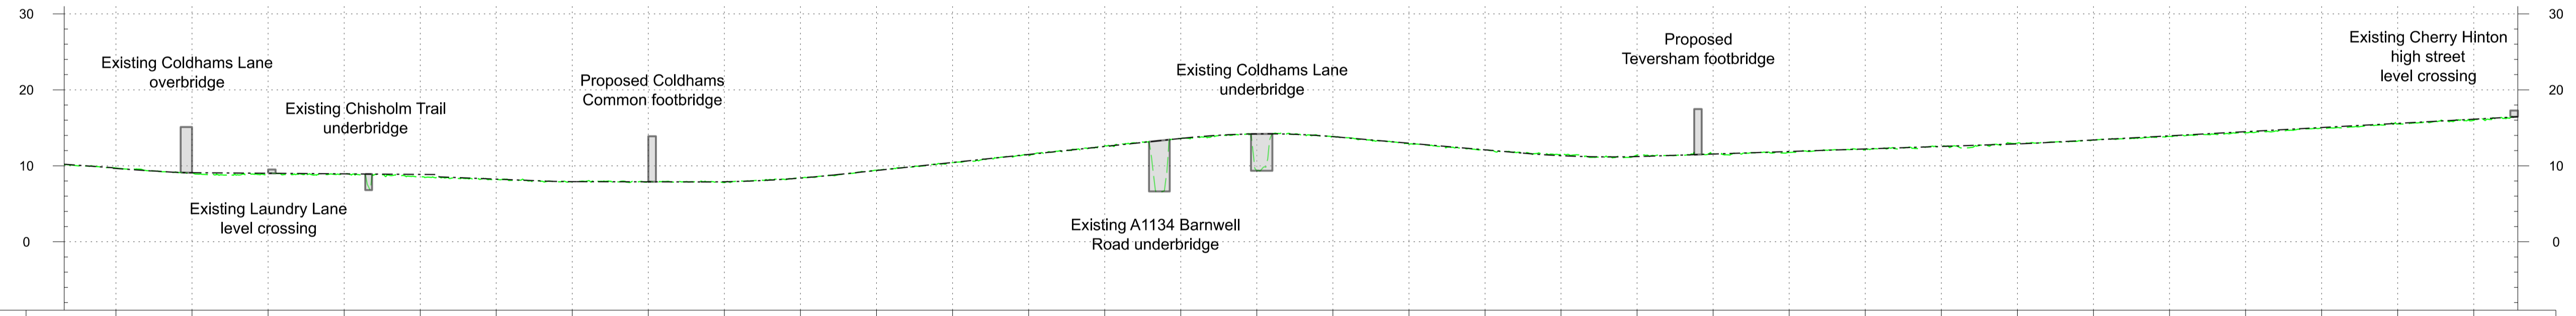 30
20
10
0
Existing Coldhams Lane
overbridge
Existing Laundry Lane
level crossing
Existing Chisholm Trail
underbridge
Proposed Coldhams
Common footbridge
Existing A1134 Barnwell
Road underbridge
Existing Coldhams Lane
underbridge
Proposed
Teversham footbridge
Existing Cherry Hinton
high street
level crossing
30
20
10
0